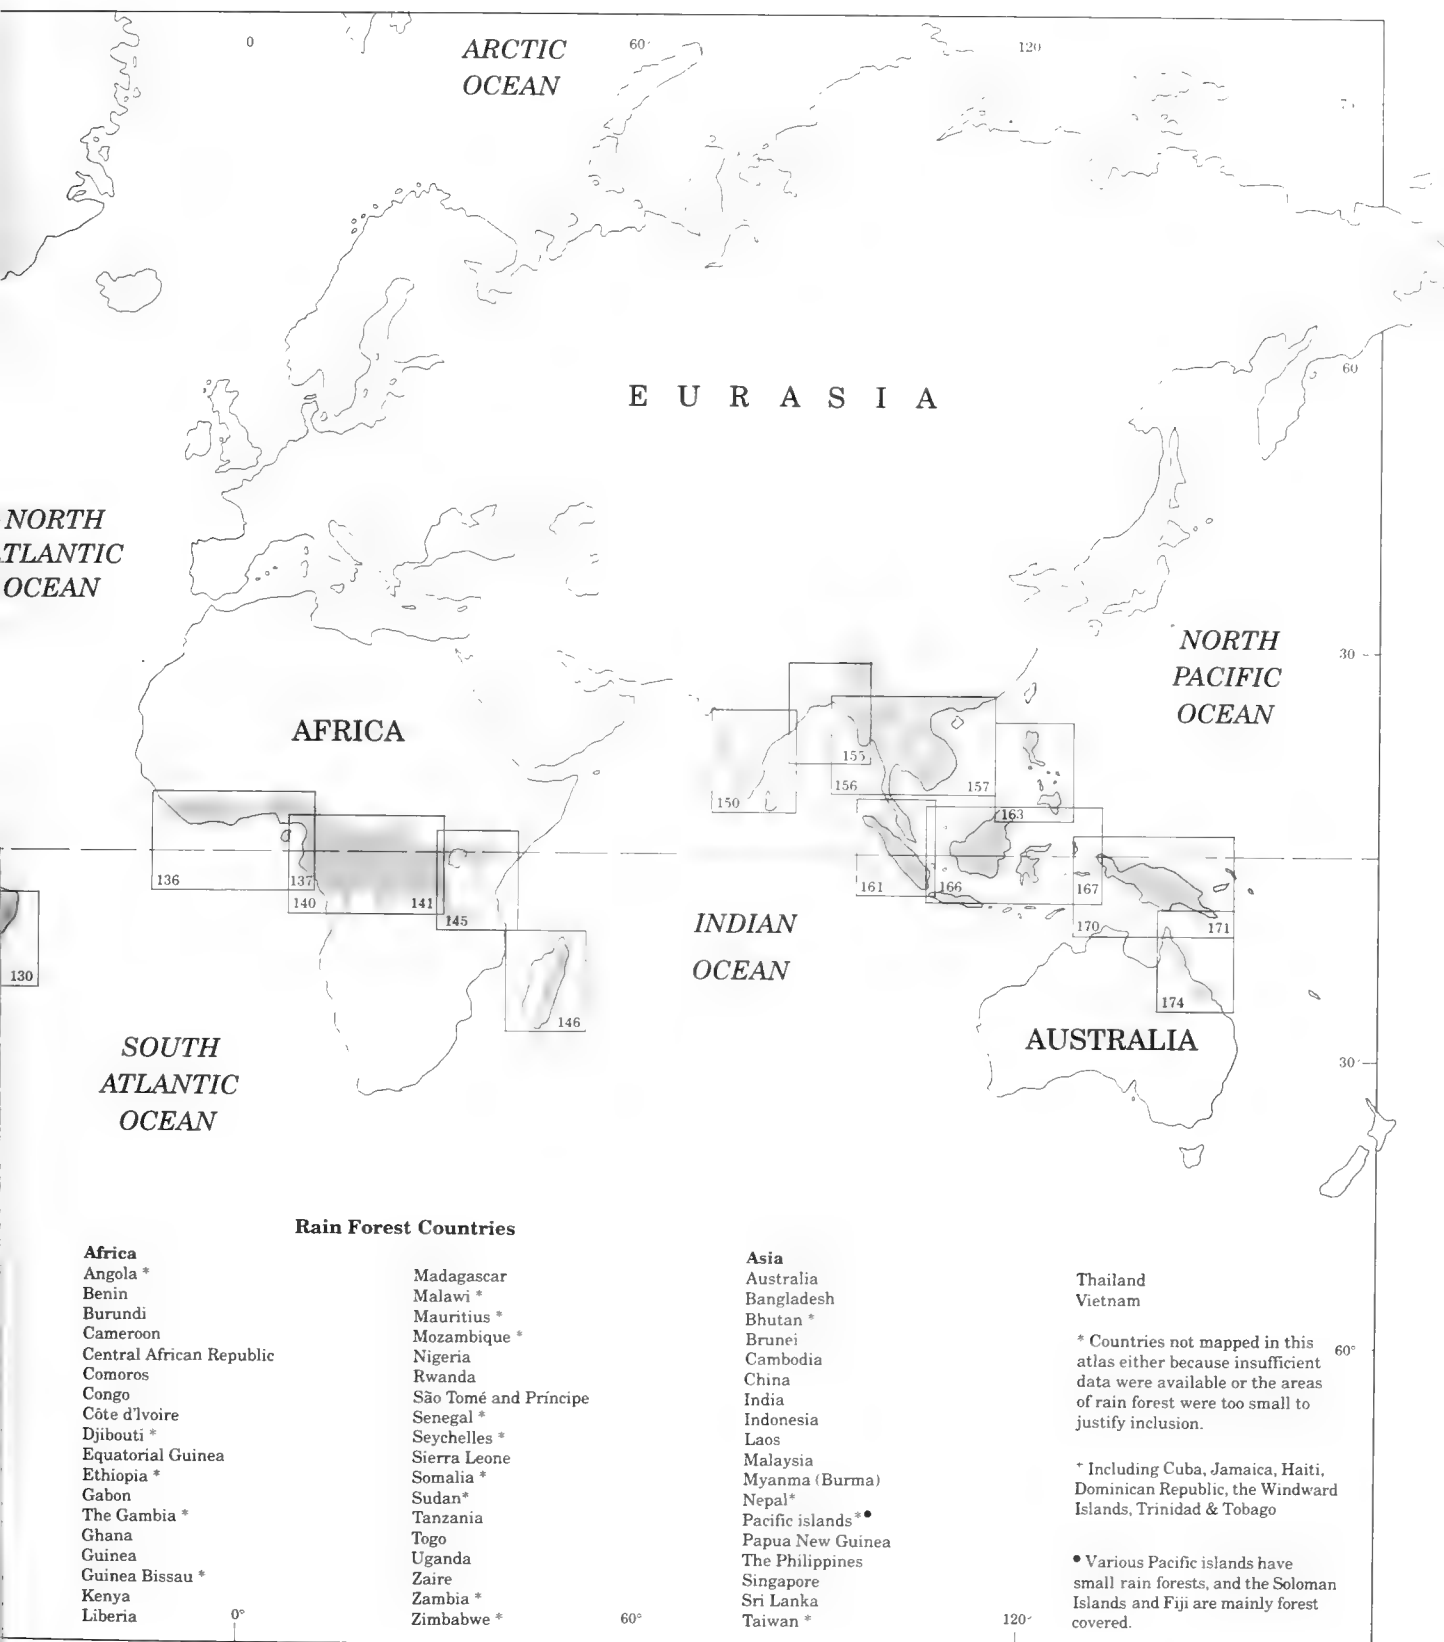 0
ARCTIC
OCEAN
60
120
60
EURASIA
NORTH
TLANTIC
OCEAN
NORTH
PACIFIC
OCEAN
30
AFRICA
155
150
156
157
163
136
137
140
141
145
161
166
167
170
171
130
146
174
INDIAN
OCEAN
AUSTRALIA
30
SOUTH
ATLANTIC
OCEAN
Rain Forest Countries
Africa
Angola *
Benin
Burundi
Cameroon
Central African Republic
Comoros
Congo
Côte d'Ivoire
Djibouti *
Equatorial Guinea
Ethiopia *
Gabon
The Gambia *
Ghana
Guinea
Guinea Bissau *
Kenya
Liberia
Madagascar
Malawi *
Mauritius *
Mozambique *
Nigeria
Rwanda
São Tomé and Príncipe
Senegal *
Seychelles *
Sierra Leone
Somalia *
Sudan*
Tanzania
Togo
Uganda
Zaire
Zambia *
Zimbabwe *
Asia
Australia
Bangladesh
Bhutan *
Brunei
Cambodia
China
India
Indonesia
Laos
Malaysia
Myanma (Burma)
Nepal*
Pacific islands*●
Papua New Guinea
The Philippines
Singapore
Sri Lanka
Taiwan *
Thailand
Vietnam
* Countries not mapped in this
atlas either because insufficient
data were available or the areas
of rain forest were too small to
justify inclusion.
+ Including Cuba, Jamaica, Haiti,
Dominican Republic, the Windward
Islands, Trinidad & Tobago
● Various Pacific islands have
small rain forests, and the Soloman
Islands and Fiji are mainly forest
covered.
60°
0°
60°
120°